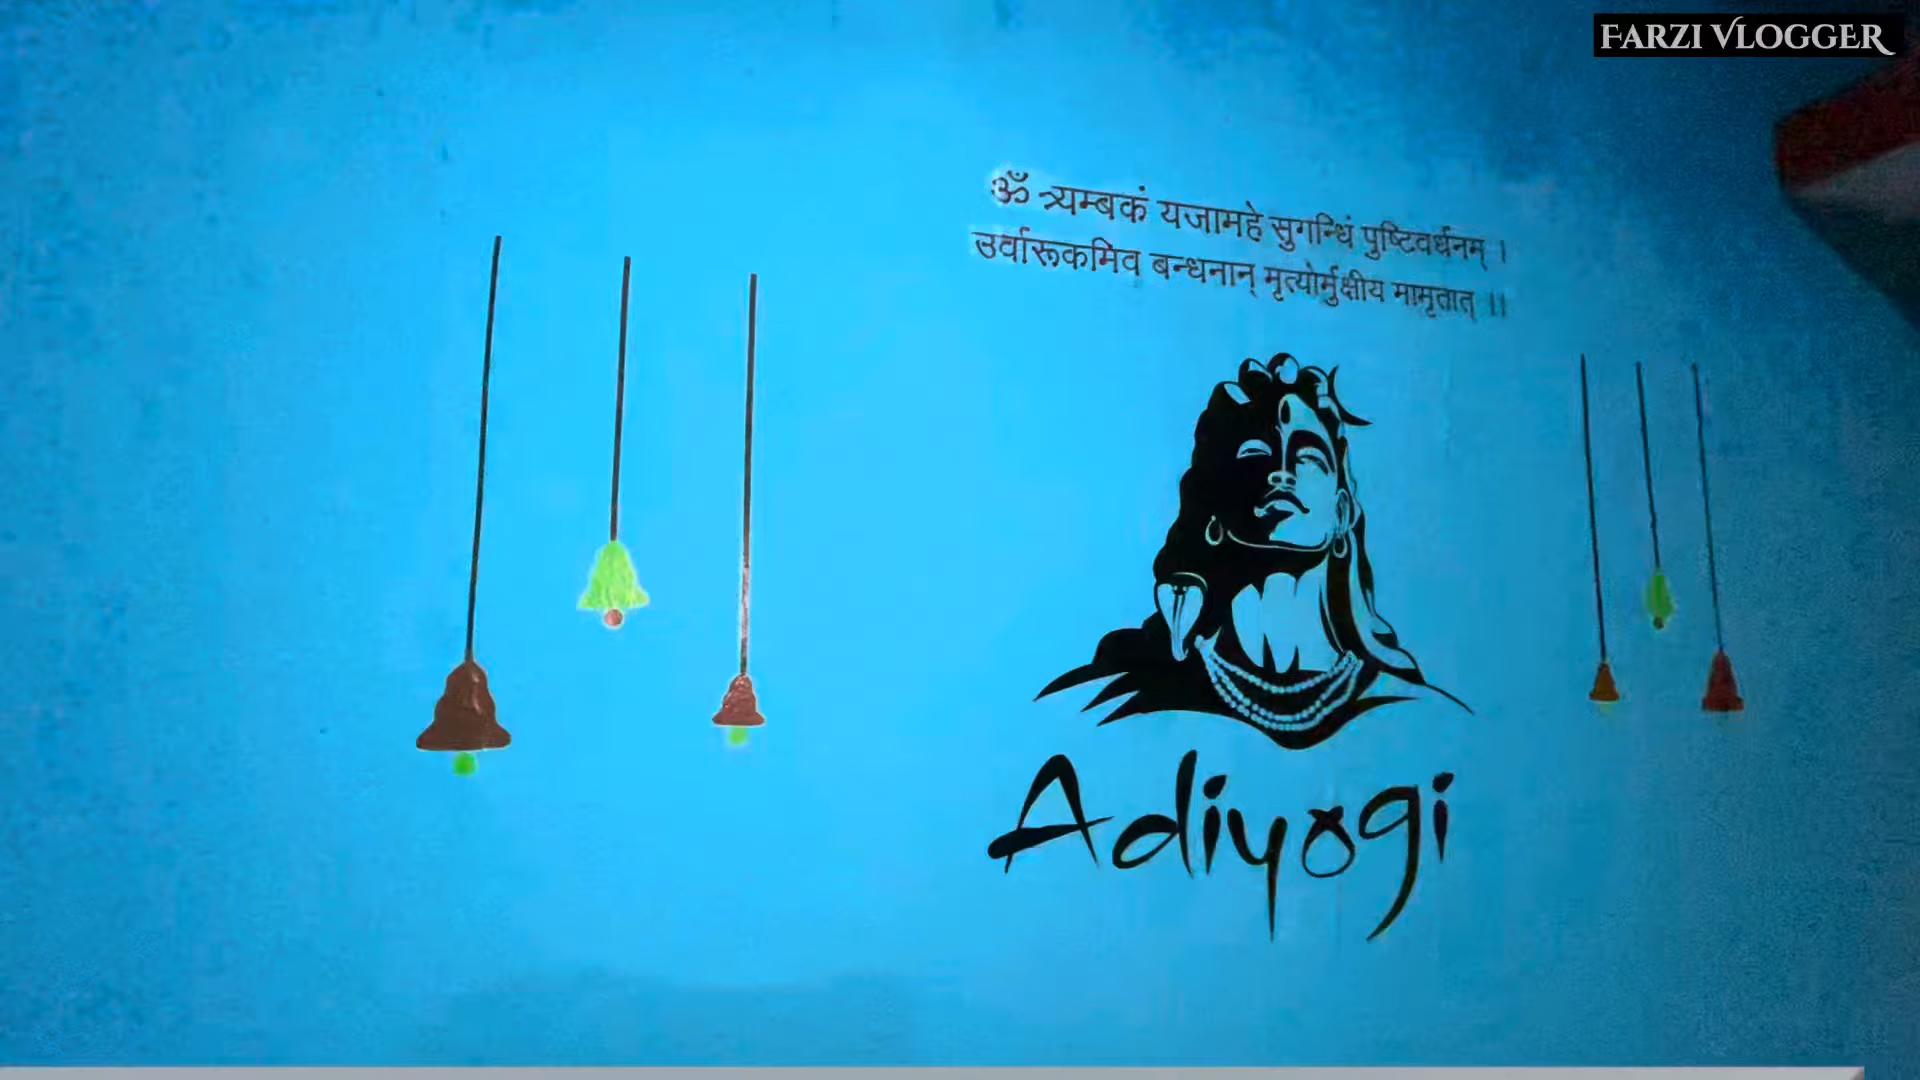 FARZI VLOGGER
ॐ त्र्यम्बकं यजामहे सुगन्धिं पुष्टिवर्धनम् ।
उर्वारूकमिव बन्धनान् मृत्योर्मुक्षीय मामृतात् ।।
Adiyogi